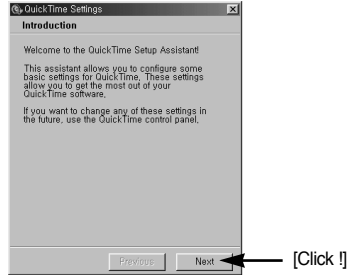 QuickTime Settings
Introduction
Welcome to the QuickTime Setup Assistant!
This assistant allows you to configure some
basic settings for QuickTime, These settings
allow you to get the most out of your
QuickTime software,
If you want to change any of these settings in
the future, use the QuickTime control panel,
Previous
Next
[Click !]